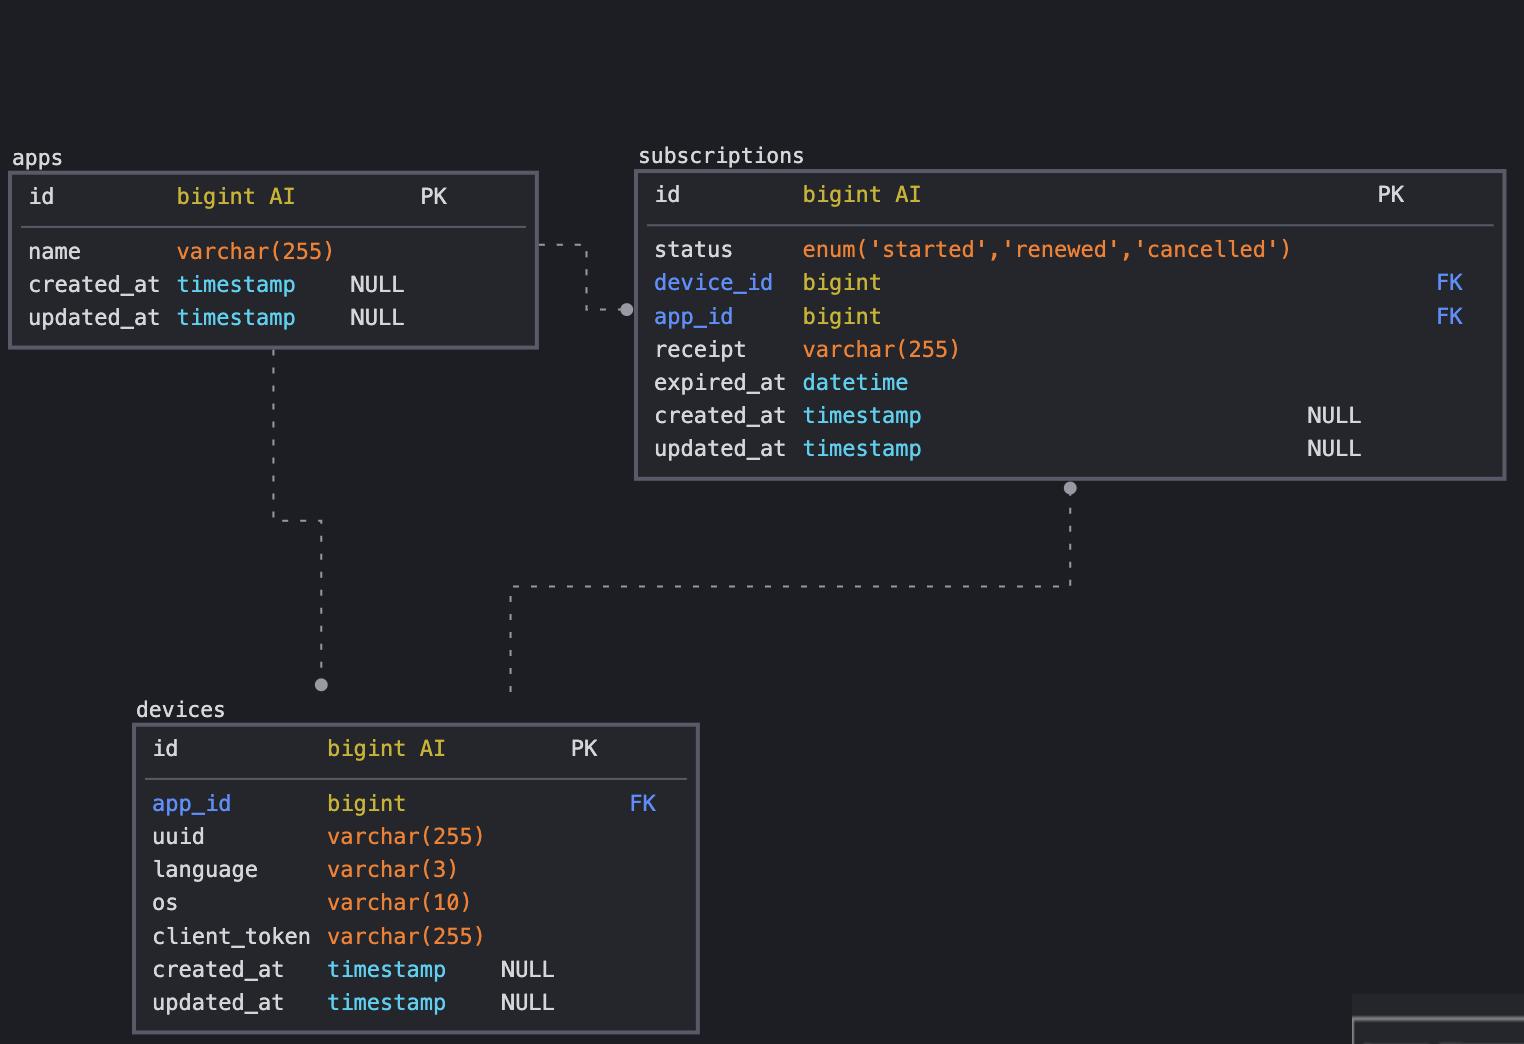 apps
id bigint AI PK
name varchar(255)
created_at timestamp NULL
updated_at timestamp NULL
subscriptions
id bigint AI PK
status enum('started','renewed','cancelled')
device_id bigint FK
app_id bigint FK
receipt varchar(255)
expired_at datetime
created_at timestamp NULL
updated_at timestamp NULL
devices
id bigint AI PK
app_id bigint FK
uuid varchar(255)
language varchar(3)
os varchar(10)
client_token varchar(255)
created_at timestamp NULL
updated_at timestamp NULL